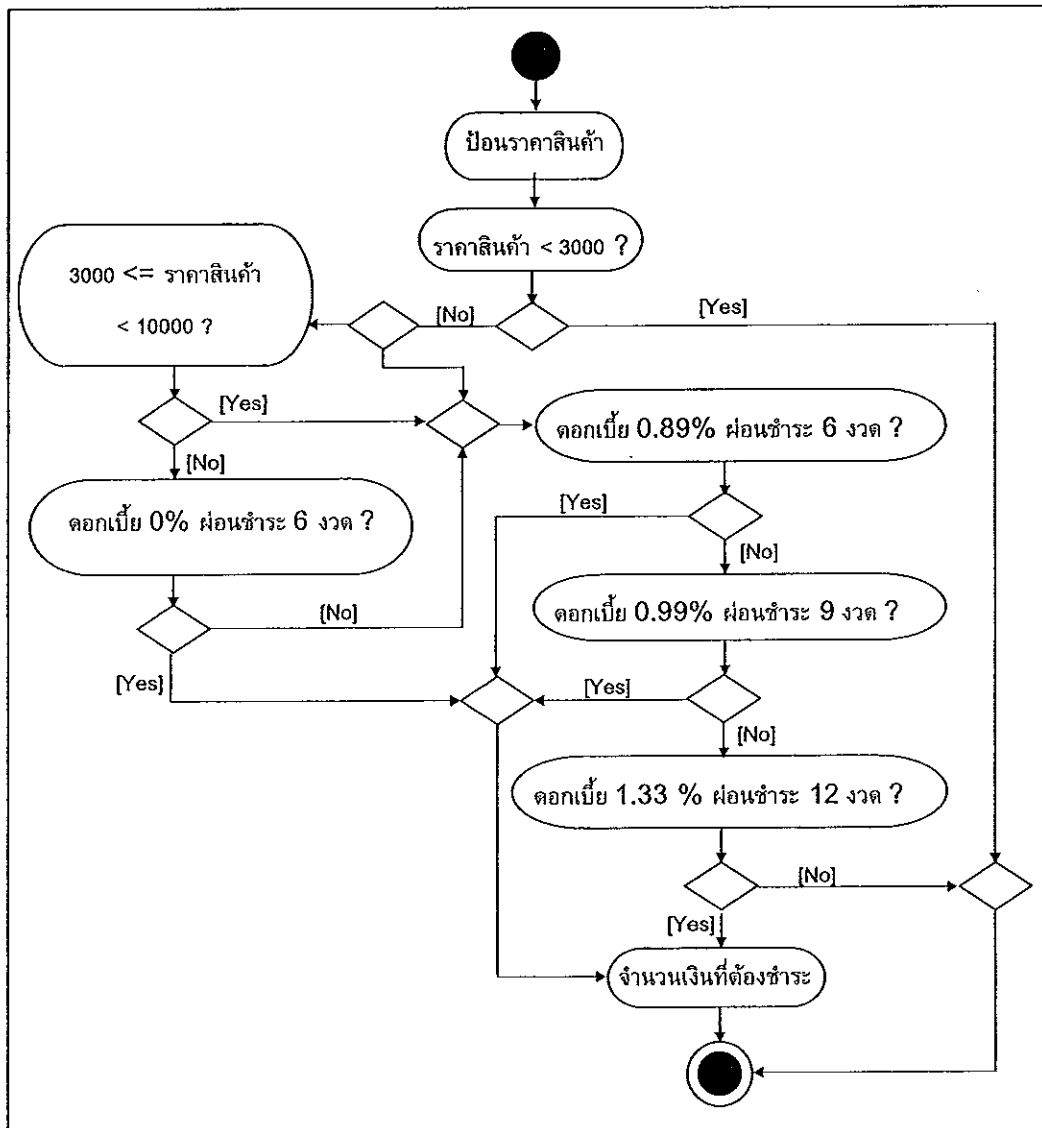 ป้อนราคาสินค้า
ราคาสินค้า < 3000 ?
3000 <= ราคาสินค้า
< 10000 ?
[No]
[Yes]
[Yes]
[No]
ดอกเบี้ย 0.89% ผ่อนชำระ 6 งวด ?
ดอกเบี้ย 0% ผ่อนชำระ 6 งวด ?
[Yes]
[No]
[No]
[Yes]
ดอกเบี้ย 0.99% ผ่อนชำระ 9 งวด ?
[Yes]
[No]
ดอกเบี้ย 1.33 % ผ่อนชำระ 12 งวด ?
[No]
[Yes]
จำนวนเงินที่ต้องชำระ